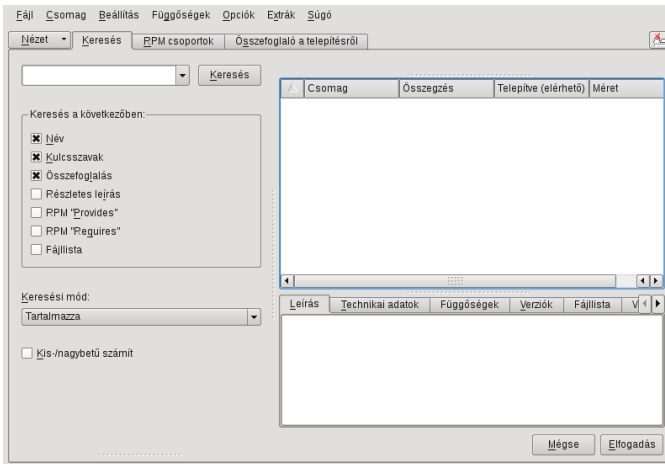 Fájl Csomag Beállítás Függőségek Opciók Extrák Súgó
Nézet Keresés RPM csoportok Összefoglaló a telepítésről
Keresés
Csomag Összegzés Telepítve (elérhető) Méret
Keresés a következőben:
Név
Kulcsszavak
Összefoglalás
Részletes leírás
RPM "Provides"
RPM "Requires"
Fájllista
Keresési mód:
Tartalmazza
Leírás Technikai adatok Függőségek Verziók Fájllista V
Kis-/nagybetű számít
Mégse Elfogadás